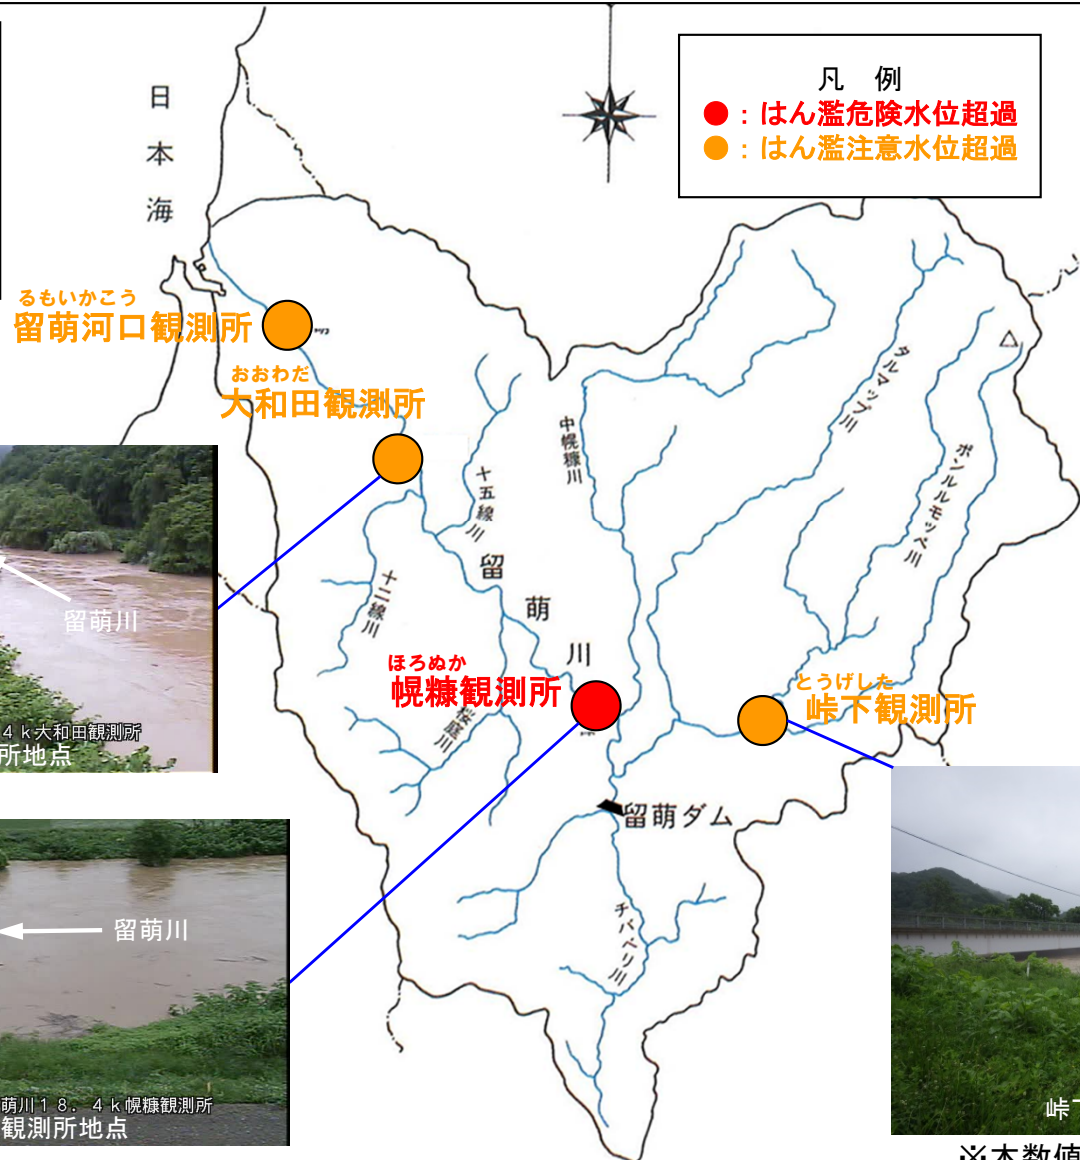 日本海
凡　例
●：はん濫危険水位超過
●：はん濫注意水位超過
るもいかこう
留萌河口観測所
おおわだ
大和田観測所
タルマップ川
中幌糠川
ポンルルモッペ川
十五線川
留萌川
十二線川
留萌川
ほろぬか
幌糠観測所
桜庭川
とうげした
峠下観測所
４ｋ大和田観測所
所地点
留萌ダム
チバベリ川
留萌川
萌川１８．４ｋ幌糠観測所
観測所地点
峠下
※本数値